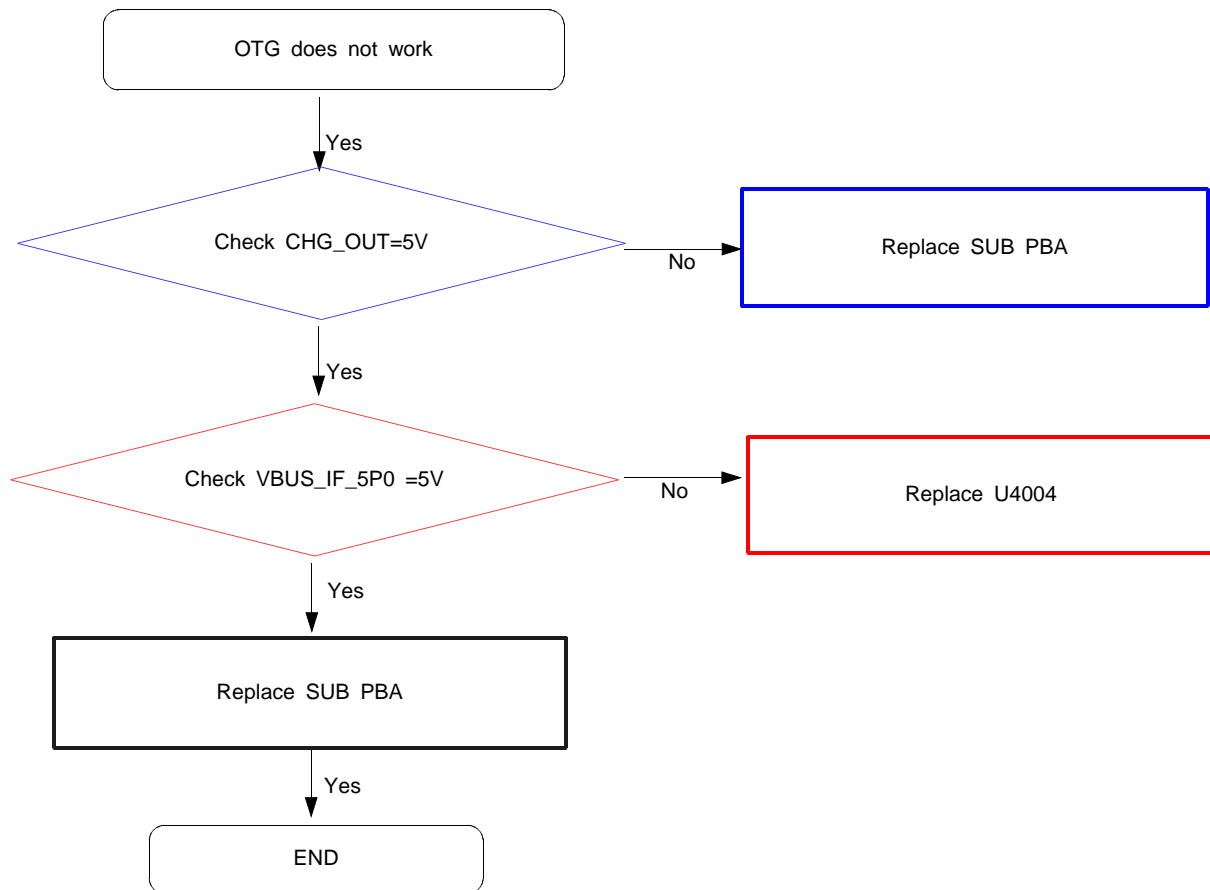 OTG does not work
Yes
Check CHG_OUT=5V
No
Replace SUB PBA
Yes
Check VBUS_IF_5P0 =5V
No
Replace U4004
Yes
Replace SUB PBA
Yes
END